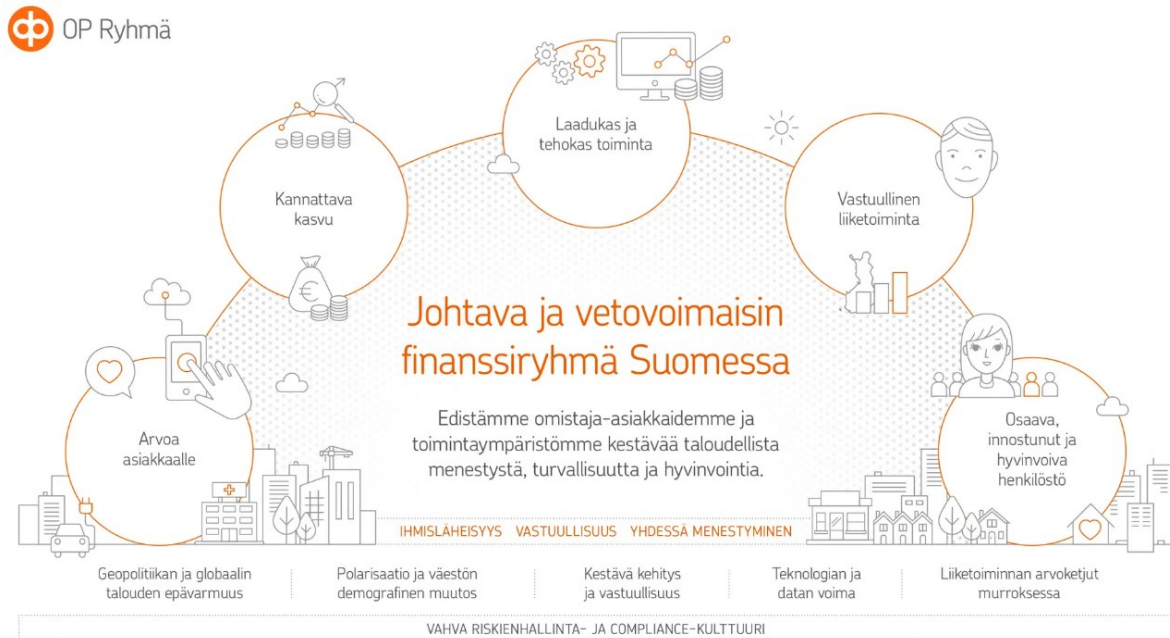 OP Ryhmä
Laadukas ja
tehokas toiminta
Kannattava
kasvu
Vastuullinen
liiketoiminta
Johtava ja vetovoimaisin
finanssiryhmä Suomessa
Edistämme omistaja-asiakkaidemme ja
toimintaympäristömme kestävää taloudellista
menestystä, turvallisuutta ja hyvinvointia.
Arvoa
asiakkaalle
Osaava,
innostunut ja
hyvinvoiva
henkilöstö
IHMISLÄHEISYYS VASTUULLISUUS YHDESSÄ MENESTYMINEN
Geopolitiikan ja globaalin
talouden epävarmuus
Polarisaatio ja väestön
demografinen muutos
Kestävä kehitys
ja vastuullisuus
Teknologian ja
datan voima
Liiketoiminnan arvoketjut
murroksessa
VAHVA RISKIENHALLINTA- JA COMPLIANCE-KULTTUURI